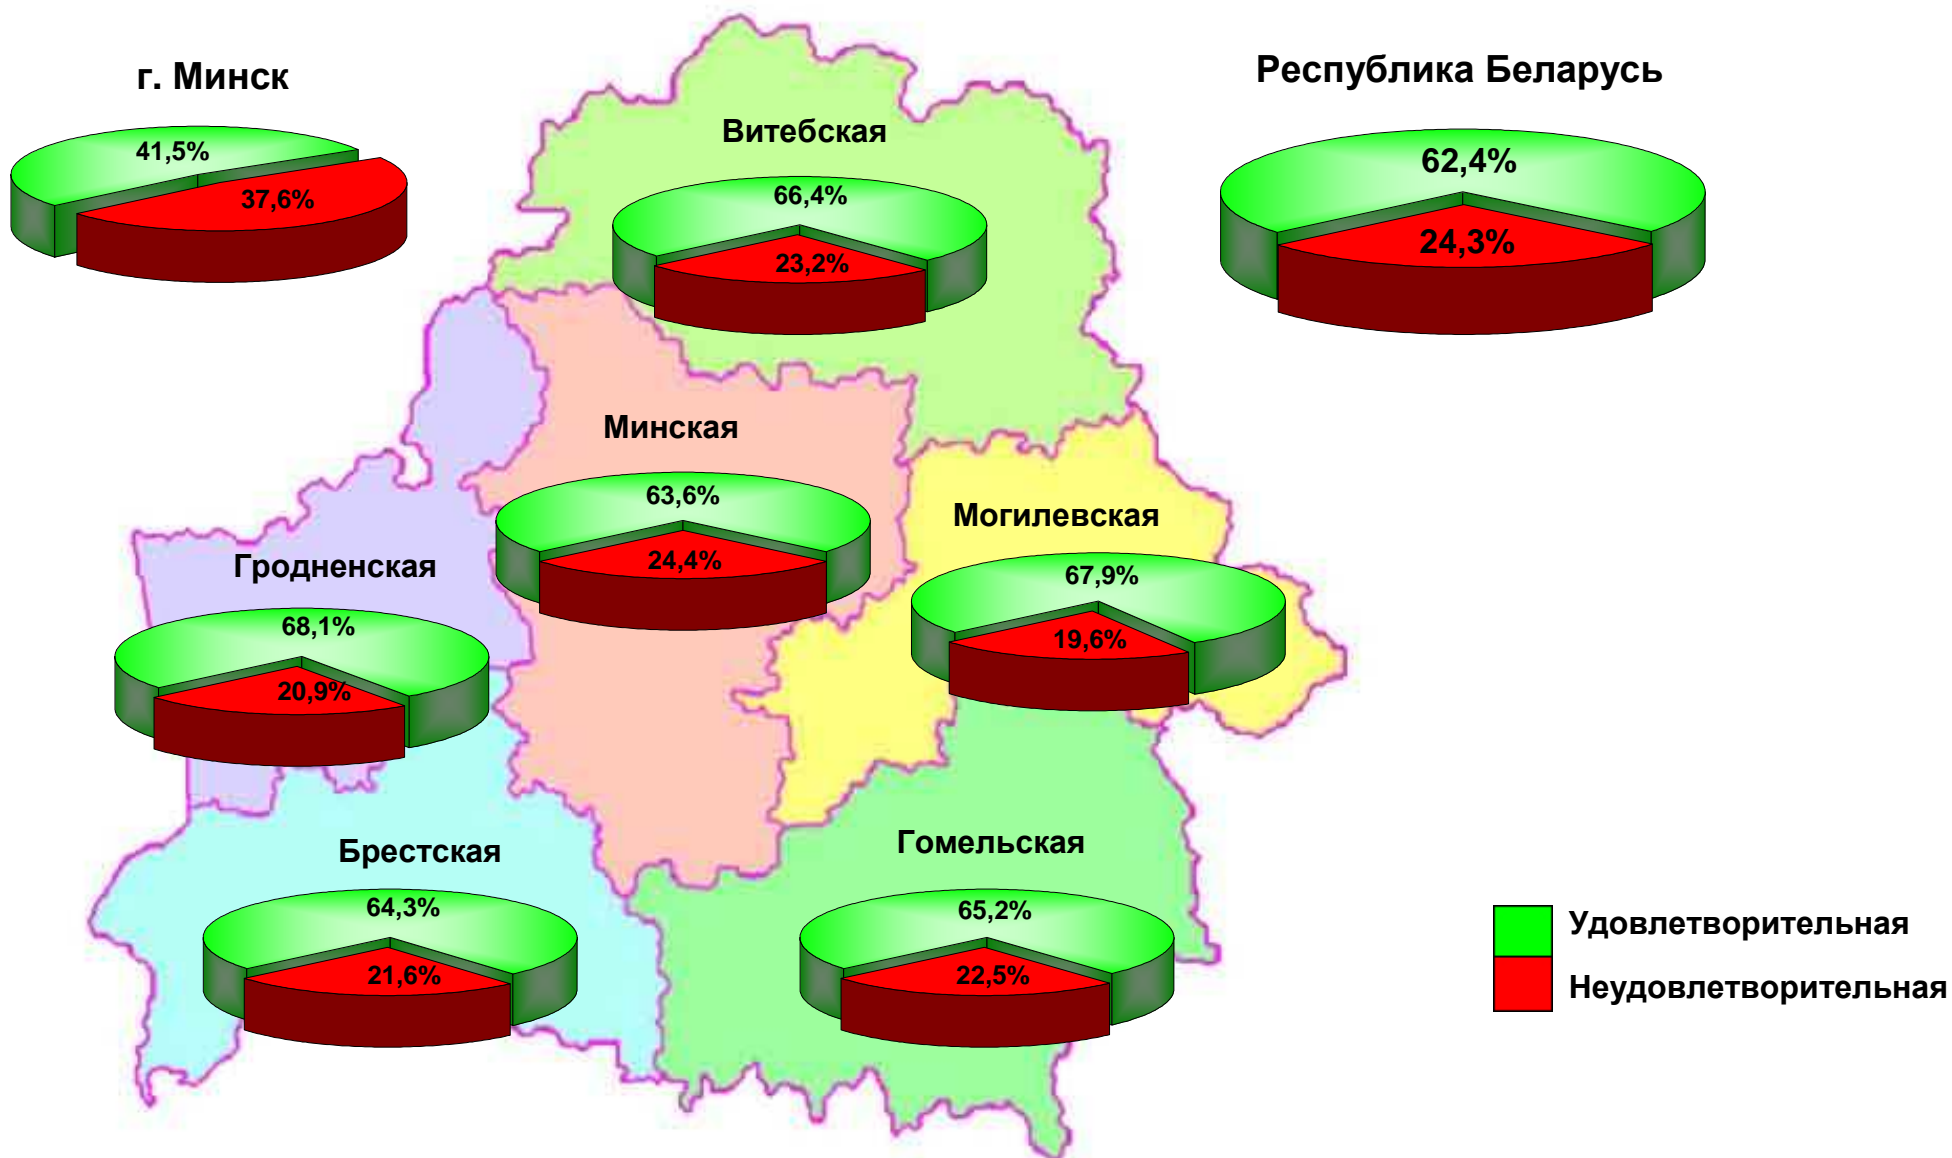 г. Минск
41,5%
37,6%
Республика Беларусь
62,4%
24,3%
Витебская
66,4%
23,2%
Минская
63,6%
24,4%
Могилевская
67,9%
19,6%
Гродненская
68,1%
20,9%
Брестская
64,3%
21,6%
Гомельская
65,2%
22,5%
Удовлетворительная
Неудовлетворительная